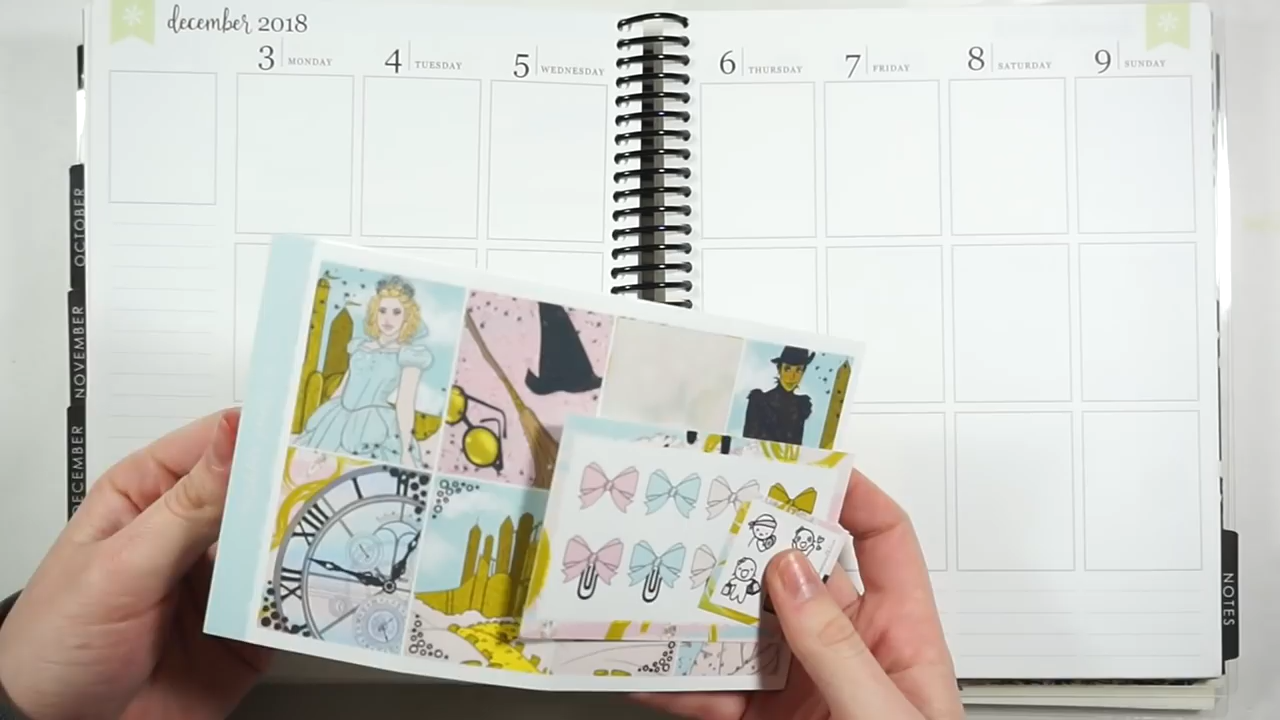 december 2018
3 MONDAY
4 TUESDAY
5 WEDNESDAY
6 THURSDAY
7 FRIDAY
8 SATURDAY
9 SUNDAY
OCTOBER
NOVEMBER
DECEMBER
NOTES